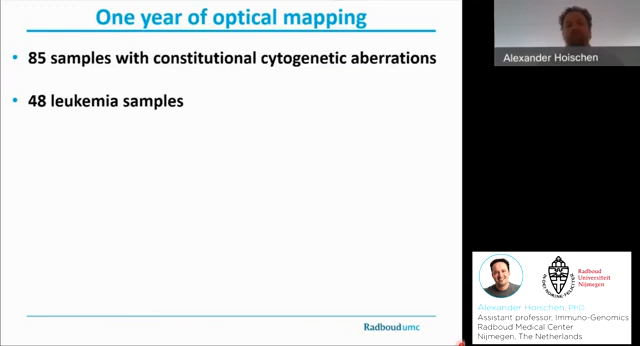 One year of optical mapping
• 85 samples with constitutional cytogenetic aberrations
• 48 leukemia samples
Radboudumc
Alexander Hoischen
Radboud
Universiteit
Nijmegen
Alexander Hoischen, PhD
Assistant professor, Immuno-Genomics
Radboud Medical Center
Nijmegen, The Netherlands